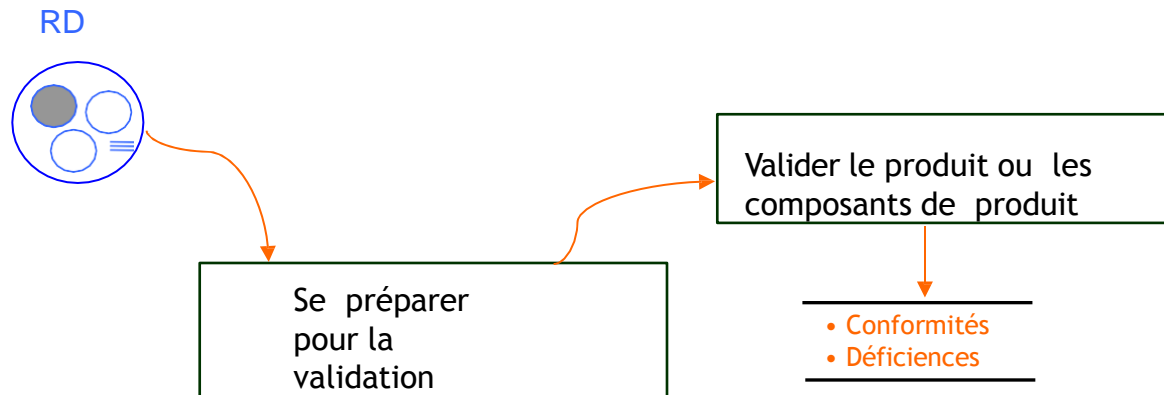 RD
Valider le produit ou les
composants de produit
Se préparer
pour la
validation
• Conformités
• Déficiences